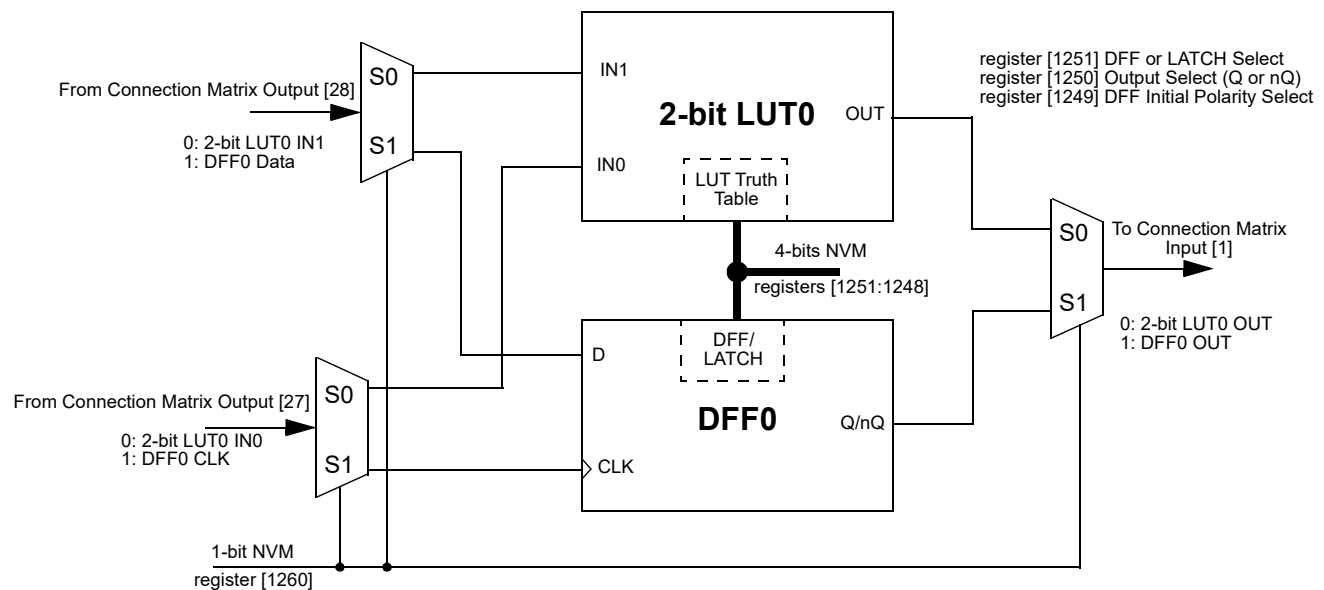 From Connection Matrix Output [28]
0: 2-bit LUT0 IN1
1: DFF0 Data
S0
S1
IN1
IN0
2-bit LUT0
OUT
LUT Truth
Table
register [1251] DFF or LATCH Select
register [1250] Output Select (Q or nQ)
register [1249] DFF Initial Polarity Select
4-bits NVM
registers [1251:1248]
S0
S1
To Connection Matrix
Input [1]
0: 2-bit LUT0 OUT
1: DFF0 OUT
From Connection Matrix Output [27]
0: 2-bit LUT0 IN0
1: DFF0 CLK
S0
S1
D
CLK
DFF/
LATCH
DFF0
Q/nQ
1-bit NVM
register [1260]